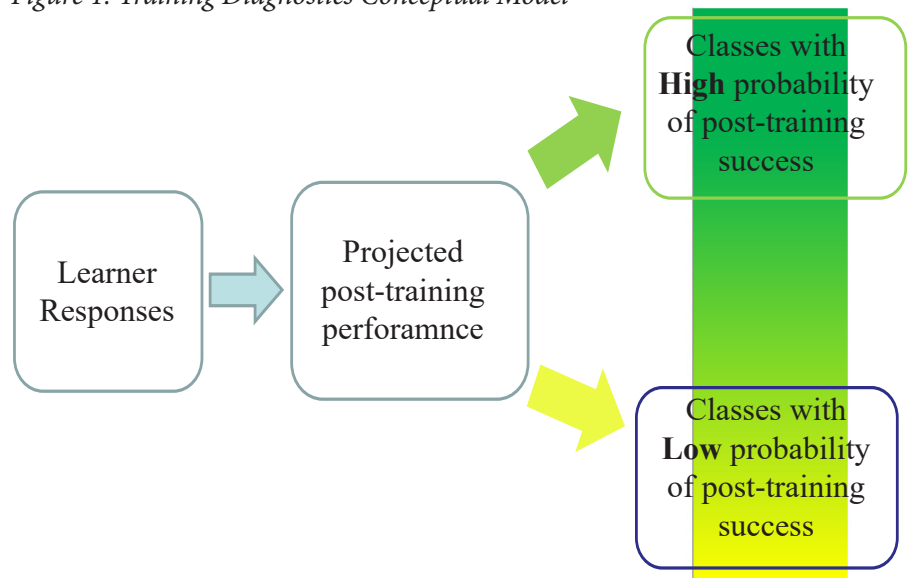 Figure 1. Training Diagnostics Conceptual Model
Classes with
High probability
of post-training
success
Learner
Responses
Projected
post-training
perforamnce
Classes with
Low probability
of post-training
success